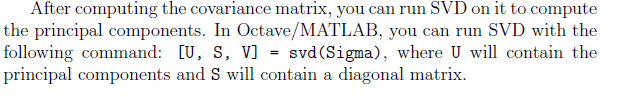 After computing the covariance matrix, you can run SVD on it to compute
the principal components. In Octave/MATLAB, you can run SVD with the
following command: [U, S, V] = svd(Sigma), where U will contain the
principal components and S will contain a diagonal matrix.